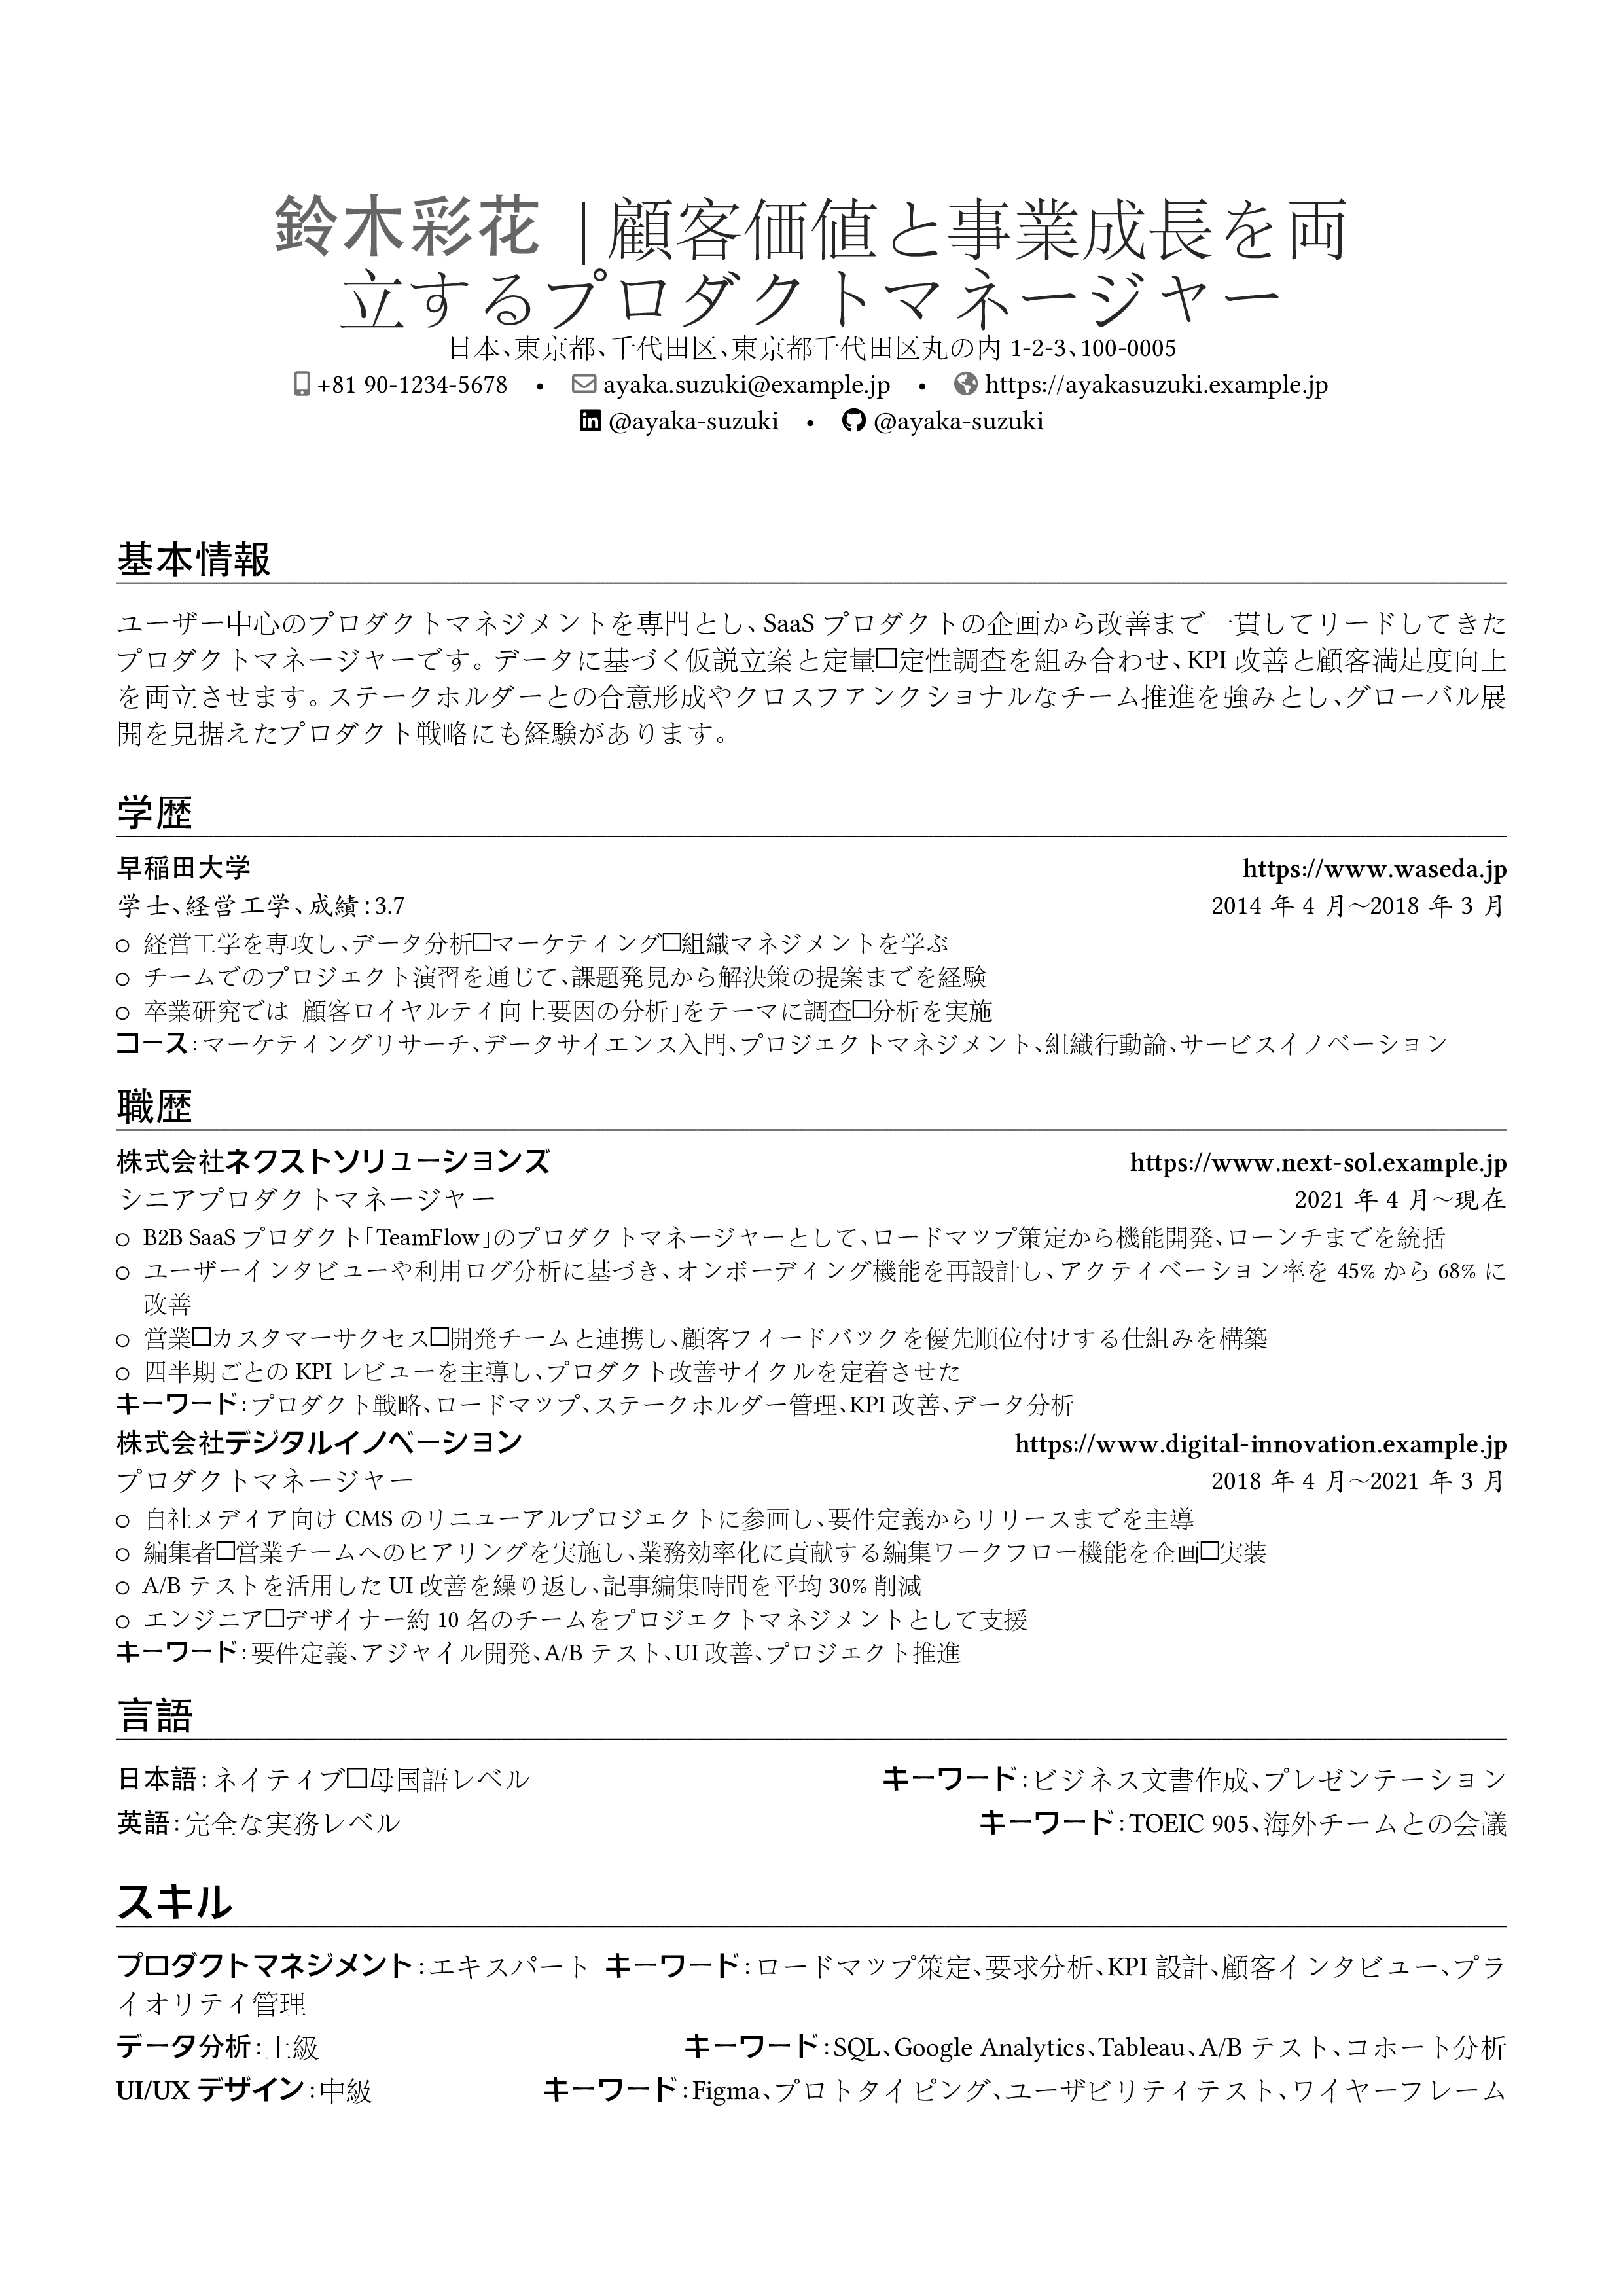 鈴木彩花 | 顧客価値と事業成長を両
立するプロダクトマネージャー
日本、東京都、千代田区、東京都千代田区丸の内 1-2-3、100-0005
+81 90-1234-5678 • ayaka.suzuki@example.jp • https://ayakasuzuki.example.jp
@ayaka-suzuki • @ayaka-suzuki
基本情報
ユーザー中心のプロダクトマネジメントを専門とし、SaaS プロダクトの企画から改善まで一貫してリードしてきた
プロダクトマネージャーです。データに基づく仮説立案と定量□定性調査を組み合わせ、KPI 改善と顧客満足度向上
を両立させます。ステークホルダーとの合意形成やクロスファンクショナルなチーム推進を強みとし、グローバル展
開を見据えたプロダクト戦略にも経験があります。
学歴
早稲田大学 https://www.waseda.jp
学士、経営工学、成績：3.7 2014 年 4 月～2018 年 3 月
○ 経営工学を専攻し、データ分析□マーケティング□組織マネジメントを学ぶ
○ チームでのプロジェクト演習を通じて、課題発見から解決策の提案までを経験
○ 卒業研究では「顧客ロイヤルティ向上要因の分析」をテーマに調査□分析を実施
コース：マーケティングリサーチ、データサイエンス入門、プロジェクトマネジメント、組織行動論、サービスイノベーション
職歴
株式会社ネクストソリューションズ https://www.next-sol.example.jp
シニアプロダクトマネージャー 2021 年 4 月～現在
○ B2B SaaS プロダクト「TeamFlow」のプロダクトマネージャーとして、ロードマップ策定から機能開発、ローンチまでを統括
○ ユーザーインタビューや利用ログ分析に基づき、オンボーディング機能を再設計し、アクティベーション率を 45% から 68% に
改善
○ 営業□カスタマーサクセス□開発チームと連携し、顧客フィードバックを優先順位付けする仕組みを構築
○ 四半期ごとの KPI レビューを主導し、プロダクト改善サイクルを定着させた
キーワード：プロダクト戦略、ロードマップ、ステークホルダー管理、KPI 改善、データ分析
株式会社デジタルイノベーション https://www.digital-innovation.example.jp
プロダクトマネージャー 2018 年 4 月～2021 年 3 月
○ 自社メディア向け CMS のリニューアルプロジェクトに参画し、要件定義からリリースまでを主導
○ 編集者□営業チームへのヒアリングを実施し、業務効率化に貢献する編集ワークフロー機能を企画□実装
○ A/B テストを活用した UI 改善を繰り返し、記事編集時間を平均 30% 削減
○ エンジニア□デザイナー約 10 名のチームをプロジェクトマネジメントとして支援
キーワード：要件定義、アジャイル開発、A/B テスト、UI 改善、プロジェクト推進
言語
日本語：ネイティブ□母国語レベル キーワード：ビジネス文書作成、プレゼンテーション
英語：完全な実務レベル キーワード：TOEIC 905、海外チームとの会議
スキル
プロダクトマネジメント：エキスパート キーワード：ロードマップ策定、要求分析、KPI 設計、顧客インタビュー、プラ
イオリティ管理
データ分析：上級 キーワード：SQL、Google Analytics、Tableau、A/B テスト、コホート分析
UI/UX デザイン：中級 キーワード：Figma、プロトタイピング、ユーザビリティテスト、ワイヤーフレーム